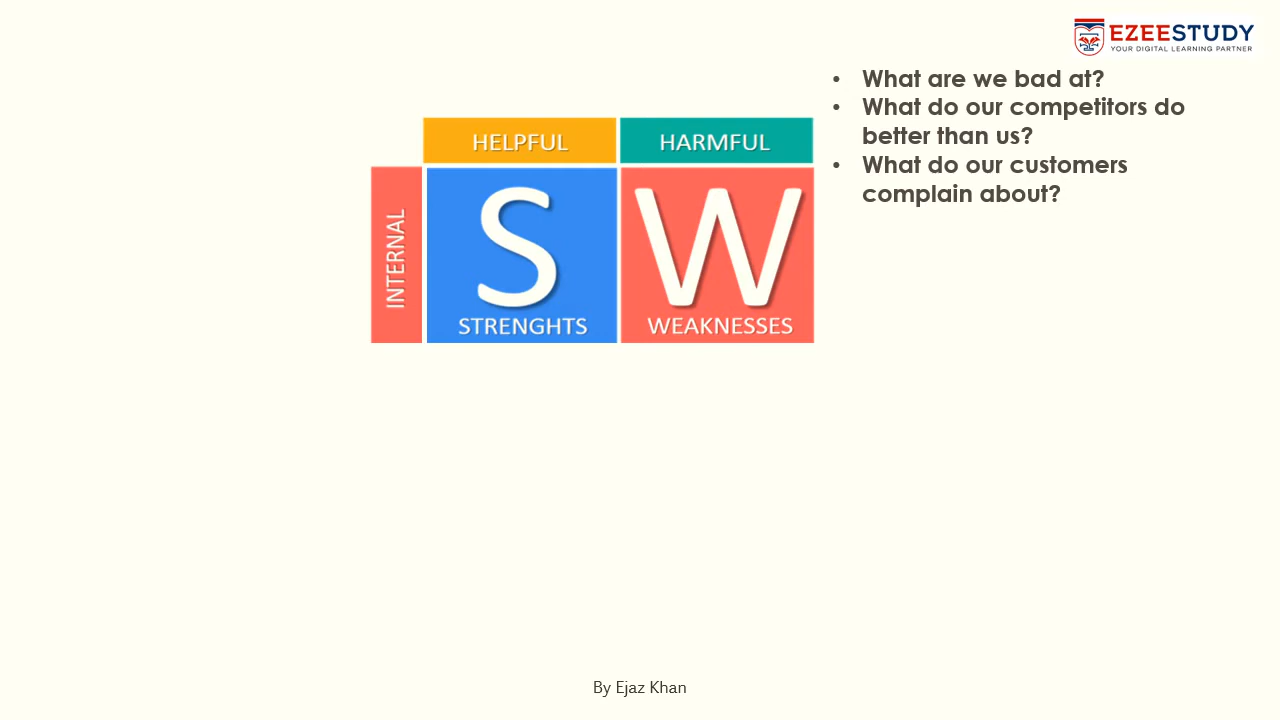 EZEESTUDY
YOUR DIGITAL LEARNING PARTNER
• What are we bad at?
• What do our competitors do
better than us?
• What do our customers
complain about?
HELPFUL
HARMFUL
INTERNAL
S
STRENGHTS
W
WEAKNESSES
By Ejaz Khan